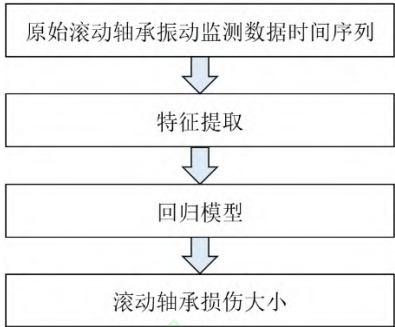 原始滚动轴承振动监测数据时间序列
特征提取
回归模型
滚动轴承损伤大小